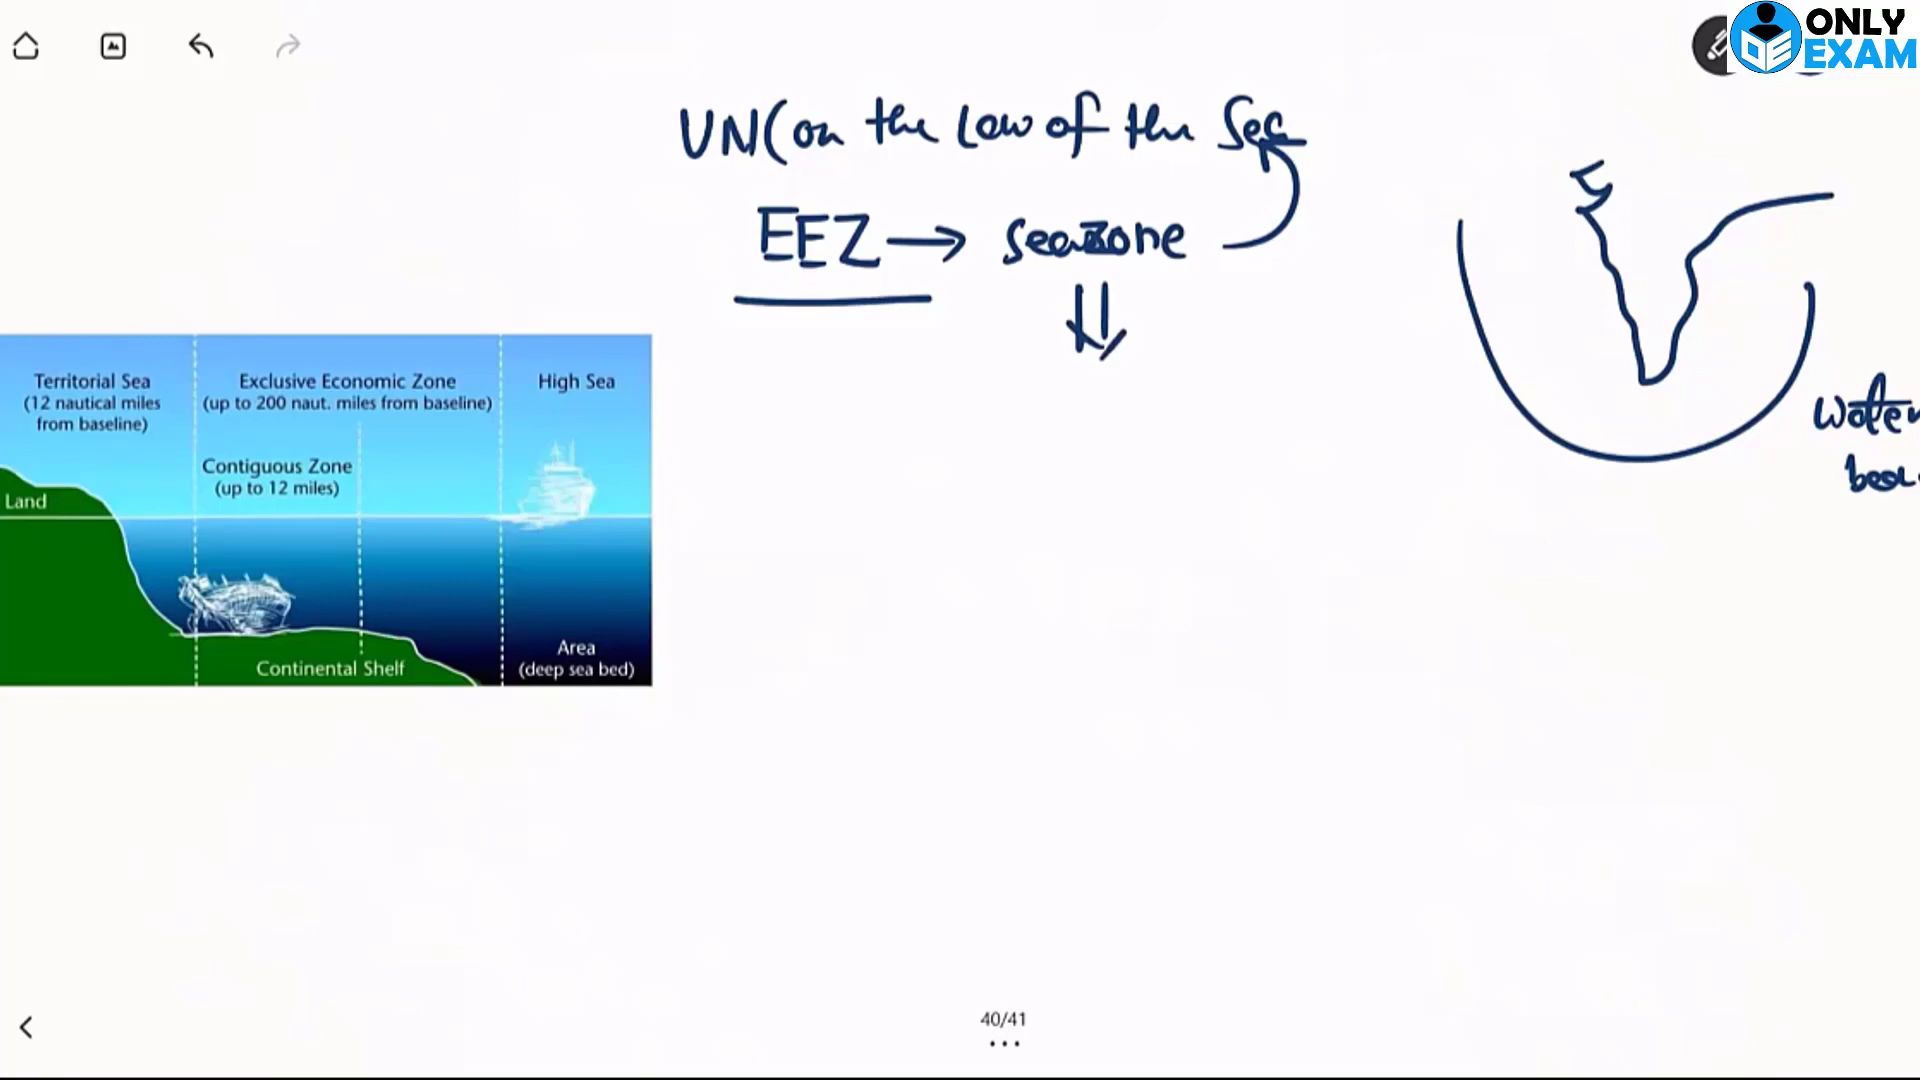 ONLY
EXAM
UN Con the Law of the Sea
EEZ → seazone
Territorial Sea
(12 nautical miles
from baseline)
Exclusive Economic Zone
(up to 200 naut. miles from baseline)
High Sea
Contiguous Zone
(up to 12 miles)
Land
Continental Shelf
Area
(deep sea bed)
Water
40/41